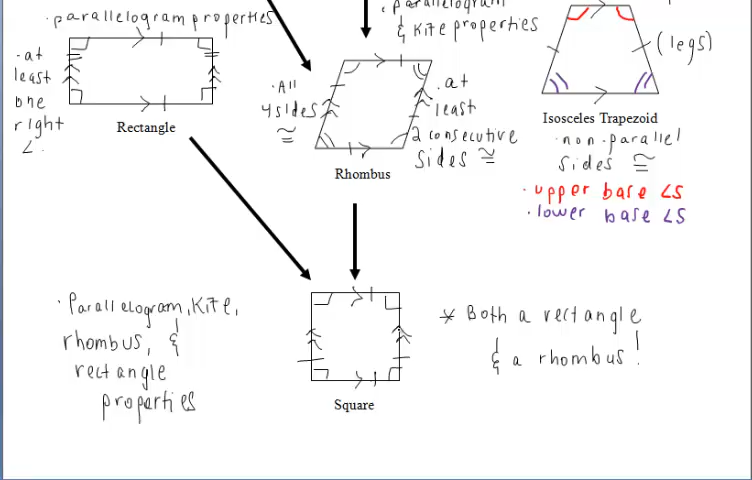 · parallelogram properties
· at
least
one
right
∠.
Rectangle
· parallelogram
& Kite properties
· All
4 sides
≅
· at
least
2 consecutive
sides ≅
Rhombus
(legs)
Isosceles Trapezoid
· non-parallel
sides ≅
· upper base ∠s
· lower base ∠s
· Parallelogram, Kite,
rhombus, &
rectangle
properties
Square
* Both a rectangle
& a rhombus!